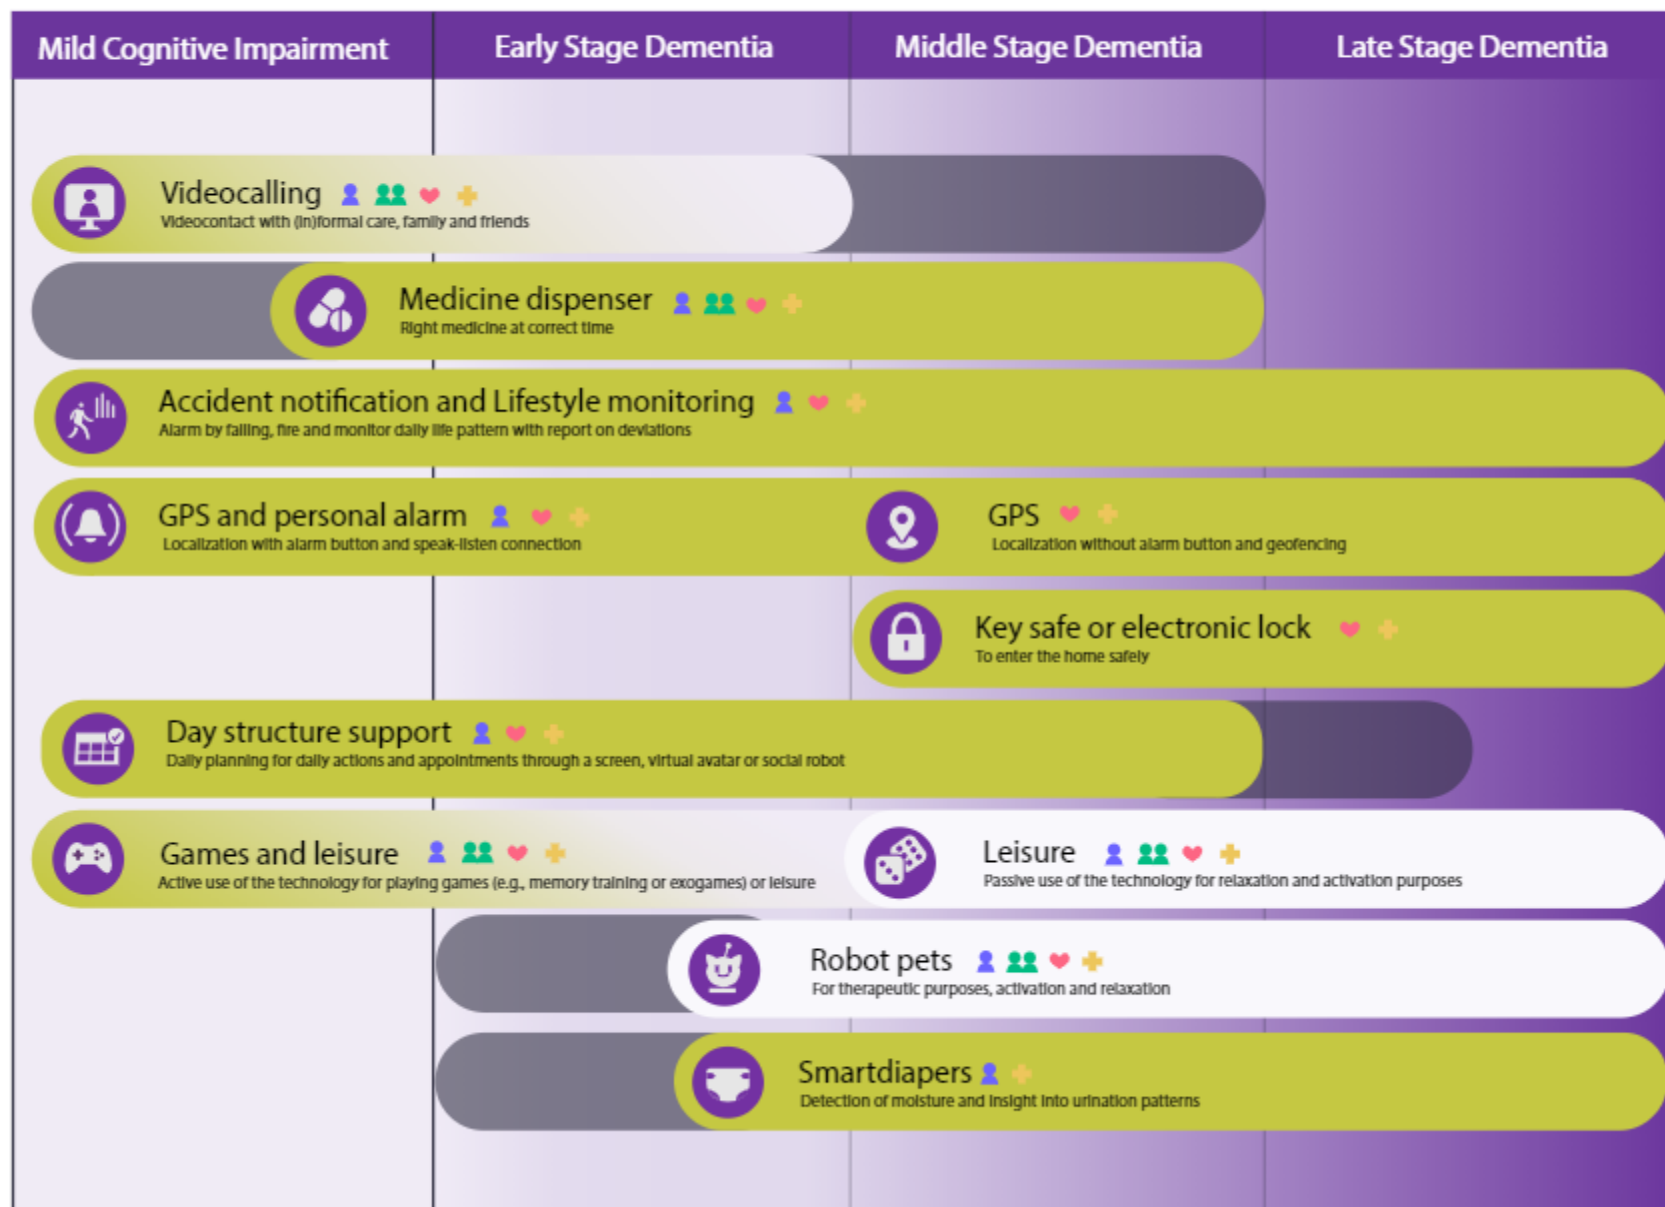 Mild Cognitive Impairment
Early Stage Dementia
Middle Stage Dementia
Late Stage Dementia
Videocalling
Videocontact with (in)formal care, family and friends
Medicine dispenser
Right medicine at correct time
Accident notification and Lifestyle monitoring
Alarm by falling, fire and monitor daily life pattern with report on deviations
GPS and personal alarm
Localization with alarm button and speak-listen connection
GPS
Localization without alarm button and geofencing
Key safe or electronic lock
To enter the home safely
Day structure support
Daily planning for daily actions and appointments through a screen, virtual avatar or social robot
Games and leisure
Active use of the technology for playing games (e.g., memory training or exogames) or leisure
Leisure
Passive use of the technology for relaxation and activation purposes
Robot pets
For therapeutic purposes, activation and relaxation
Smartdiapers
Detection of moisture and insight into urination patterns